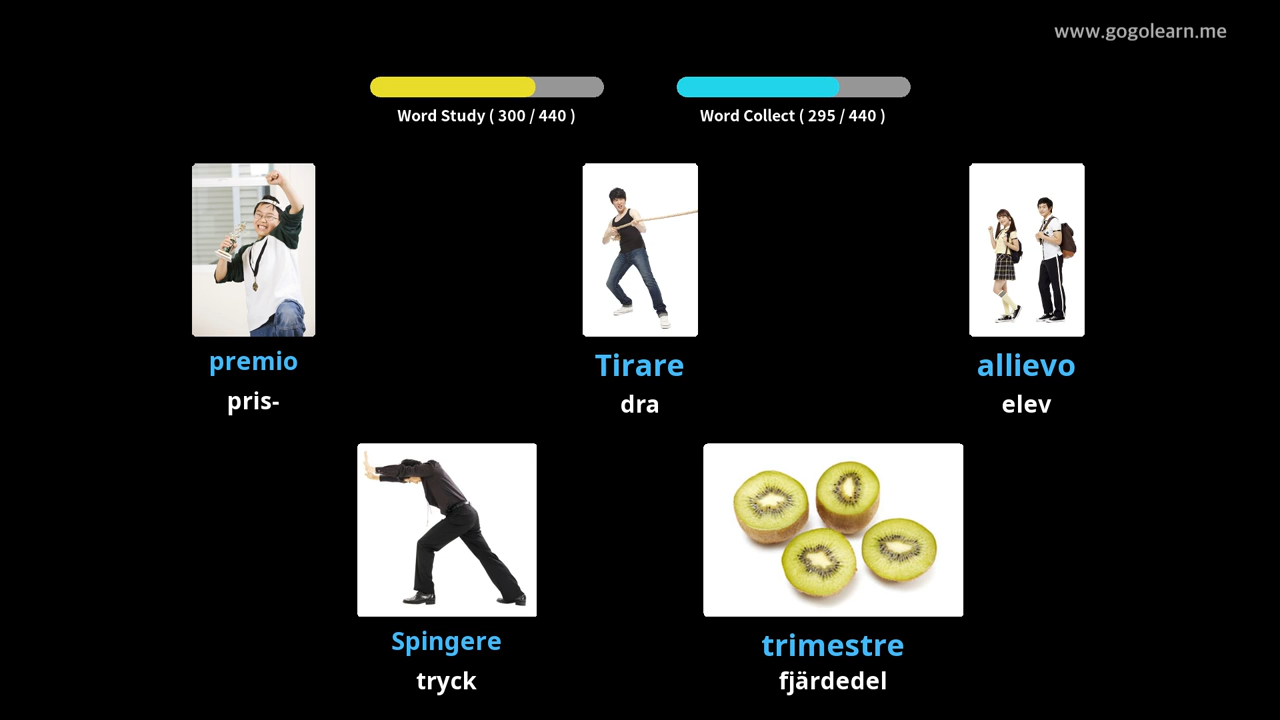 www.gogolearn.me
Word Study ( 300 / 440 )
Word Collect ( 295 / 440 )
premio
pris-
Tirare
dra
allievo
elev
Spingere
tryck
trimestre
fjärdedel